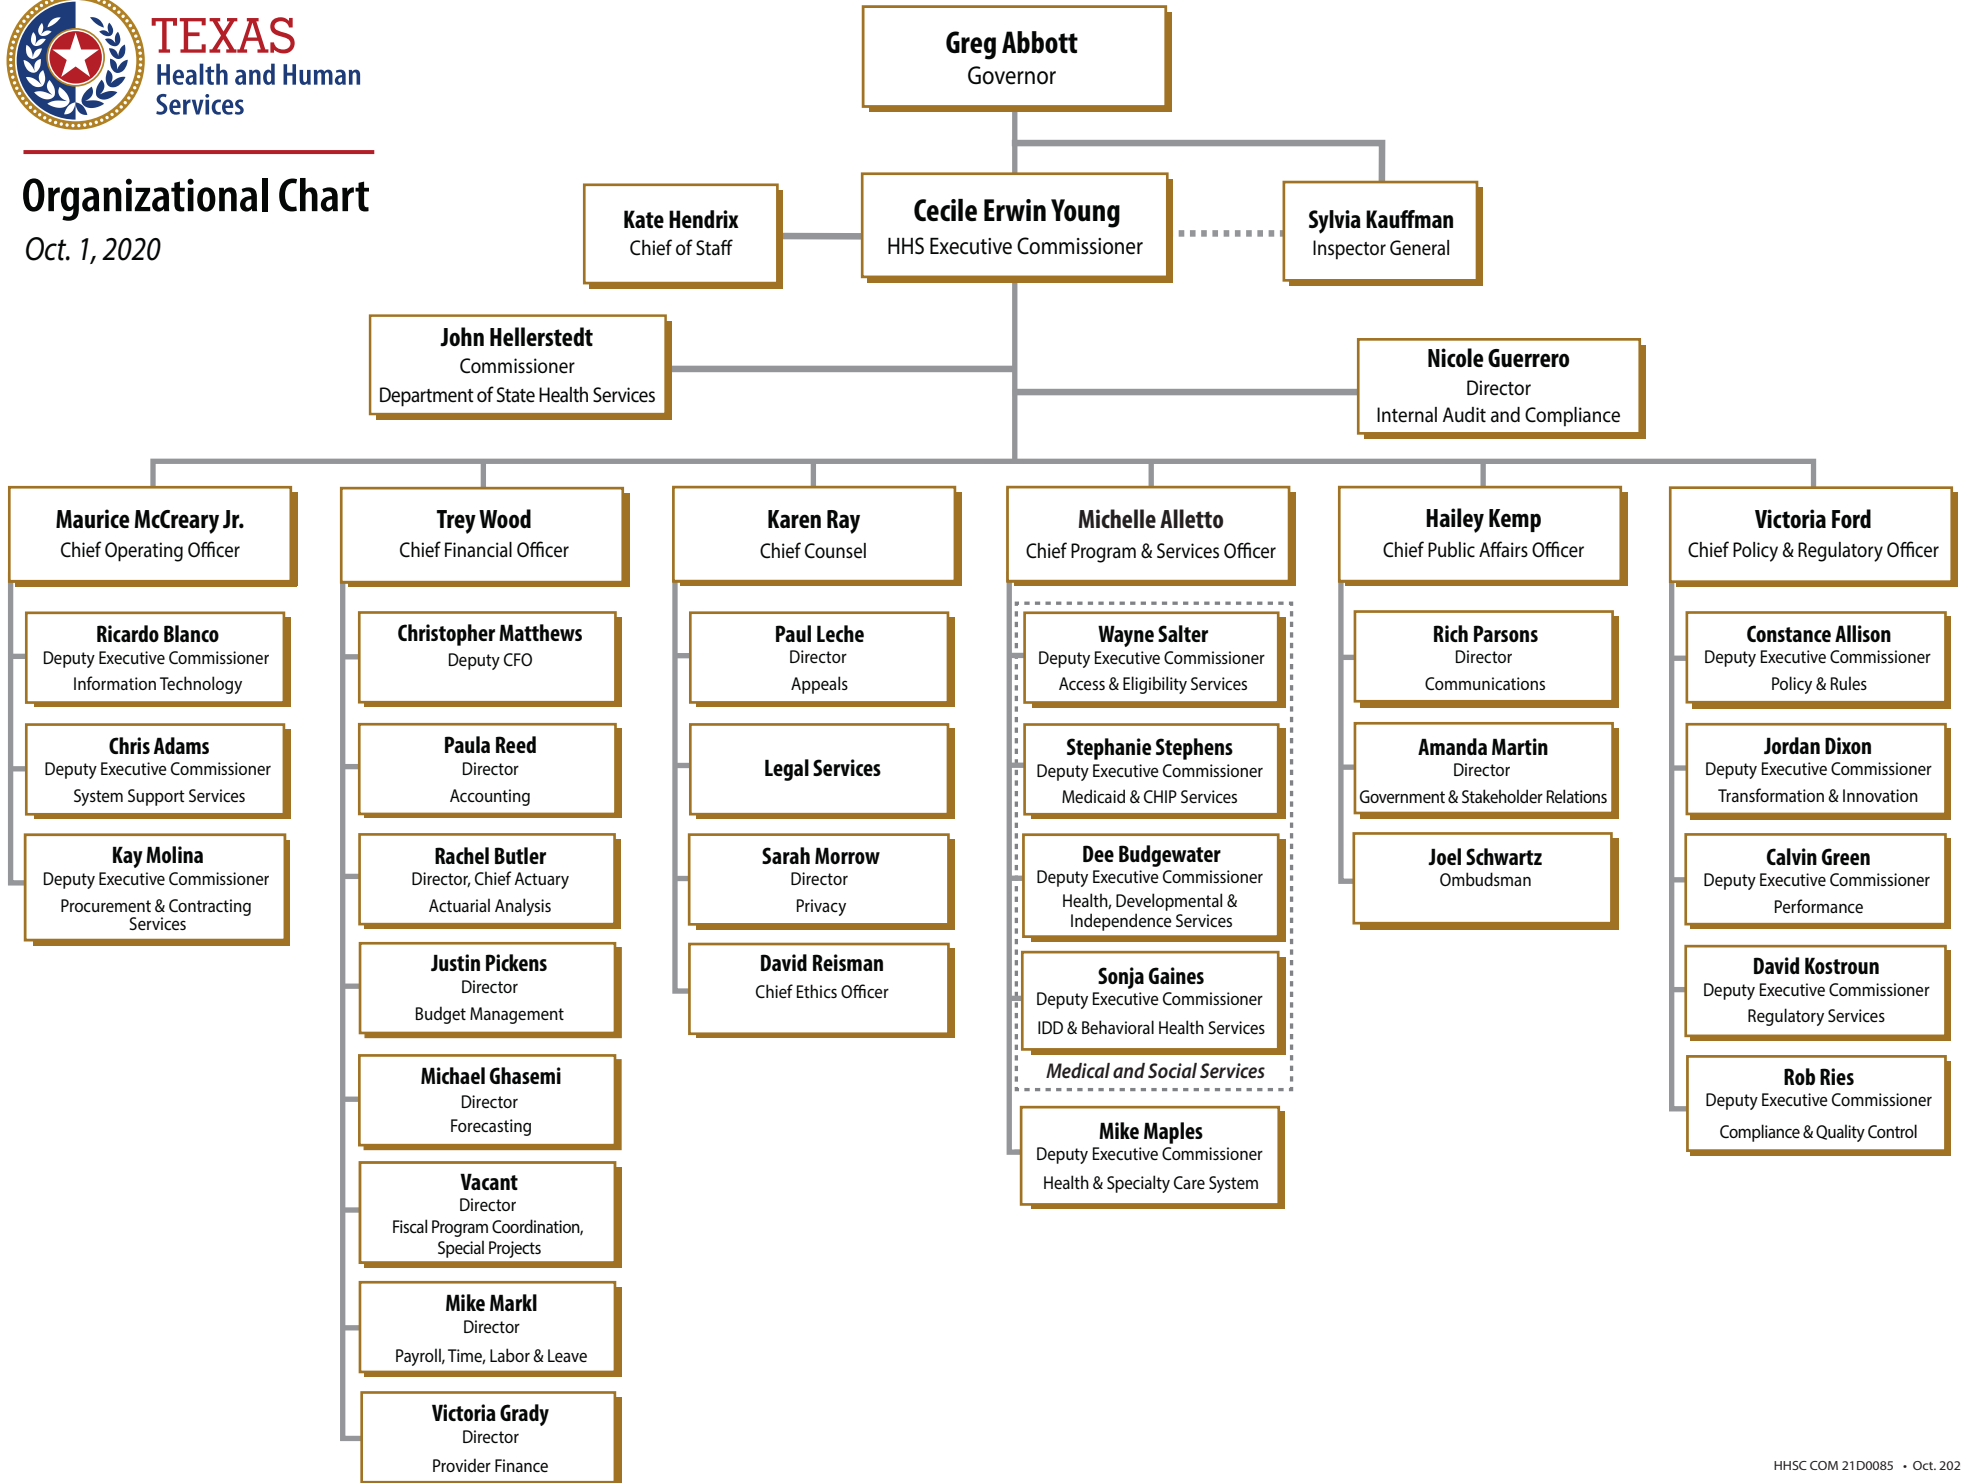 TEXAS
Health and Human
Services
Organizational Chart
Oct. 1, 2020
Greg Abbott
Governor
Kate Hendrix
Chief of Staff
Cecile Erwin Young
HHS Executive Commissioner
Sylvia Kauffman
Inspector General
John Hellerstedt
Commissioner
Department of State Health Services
Nicole Guerrero
Director
Internal Audit and Compliance
Maurice McCreary Jr.
Chief Operating Officer
Ricardo Blanco
Deputy Executive Commissioner
Information Technology
Chris Adams
Deputy Executive Commissioner
System Support Services
Kay Molina
Deputy Executive Commissioner
Procurement & Contracting
Services
Trey Wood
Chief Financial Officer
Christopher Matthews
Deputy CFO
Paula Reed
Director
Accounting
Rachel Butler
Director, Chief Actuary
Actuarial Analysis
Justin Pickens
Director
Budget Management
Michael Ghasemi
Director
Forecasting
Vacant
Director
Fiscal Program Coordination,
Special Projects
Mike Markl
Director
Payroll, Time, Labor & Leave
Victoria Grady
Director
Provider Finance
Karen Ray
Chief Counsel
Paul Leche
Director
Appeals
Legal Services
Sarah Morrow
Director
Privacy
David Reisman
Chief Ethics Officer
Michelle Alletto
Chief Program & Services Officer
Wayne Salter
Deputy Executive Commissioner
Access & Eligibility Services
Stephanie Stephens
Deputy Executive Commissioner
Medicaid & CHIP Services
Dee Budgewater
Deputy Executive Commissioner
Health, Developmental &
Independence Services
Sonja Gaines
Deputy Executive Commissioner
IDD & Behavioral Health Services
Medical and Social Services
Mike Maples
Deputy Executive Commissioner
Health & Specialty Care System
Hailey Kemp
Chief Public Affairs Officer
Rich Parsons
Director
Communications
Amanda Martin
Director
Government & Stakeholder Relations
Joel Schwartz
Ombudsman
Victoria Ford
Chief Policy & Regulatory Officer
Constance Allison
Deputy Executive Commissioner
Policy & Rules
Jordan Dixon
Deputy Executive Commissioner
Transformation & Innovation
Calvin Green
Deputy Executive Commissioner
Performance
David Kostroun
Deputy Executive Commissioner
Regulatory Services
Rob Ries
Deputy Executive Commissioner
Compliance & Quality Control
HHSC COM 21D0085 • Oct. 202